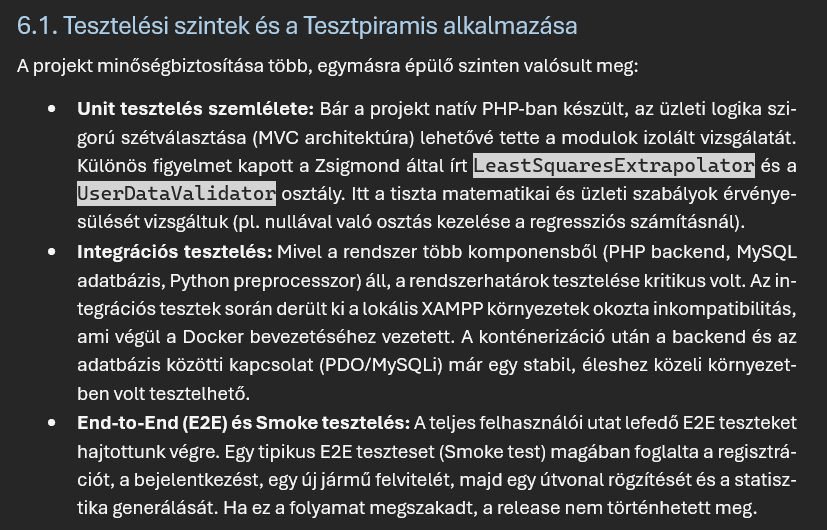 6.1. Tesztelési szintek és a Tesztpiramis alkalmazása
A projekt minőségbiztosítása több, egymásra épülő szinten valósult meg:
• Unit tesztelés szemlélete: Bár a projekt natív PHP-ban készült, az üzleti logika szi-
gorú szétválasztása (MVC architektúra) lehetővé tette a modulok izolált vizsgálatát.
Különös figyelmet kapott a Zsigmond által írt LeastSquaresExtrapolator és a
UserDataValidator osztály. Itt a tiszta matematikai és üzleti szabályok érvénye-
sülését vizsgáltuk (pl. nullával való osztás kezelése a regressziós számításnál).
• Integrációs tesztelés: Mivel a rendszer több komponensből (PHP backend, MySQL
adatbázis, Python preprocesszor) áll, a rendszerhatárok tesztelése kritikus volt. Az in-
tegrációs tesztek során derült ki a lokális XAMPP környezetek okozta inkompatibilitás,
ami végül a Docker bevezetéséhez vezetett. A konténerizáció után a backend és az
adatbázis közötti kapcsolat (PDO/MySQLi) már egy stabil, éleshez közeli környezet-
ben volt tesztelhető.
• End-to-End (E2E) és Smoke tesztelés: A teljes felhasználói utat lefedő E2E teszteket
hajtottunk végre. Egy tipikus E2E teszteset (Smoke test) magában foglalta a regisztrá-
ciót, a bejelentkezést, egy új jármű felvitelét, majd egy útvonal rögzítését és a statisz-
tika generálását. Ha ez a folyamat megszakadt, a release nem történhetett meg.